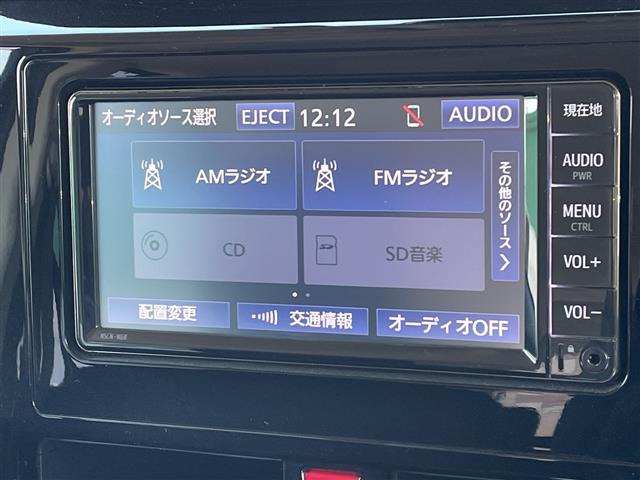 オーディオソース選択 EJECT 12:12 AUDIO
AMラジオ FMラジオ
CD SD音楽
その他のソース
配置変更 交通情報 オーディオOFF
NSCN-W68
現在地
AUDIO
PWR
MENU
CTRL
VOL+
VOL-